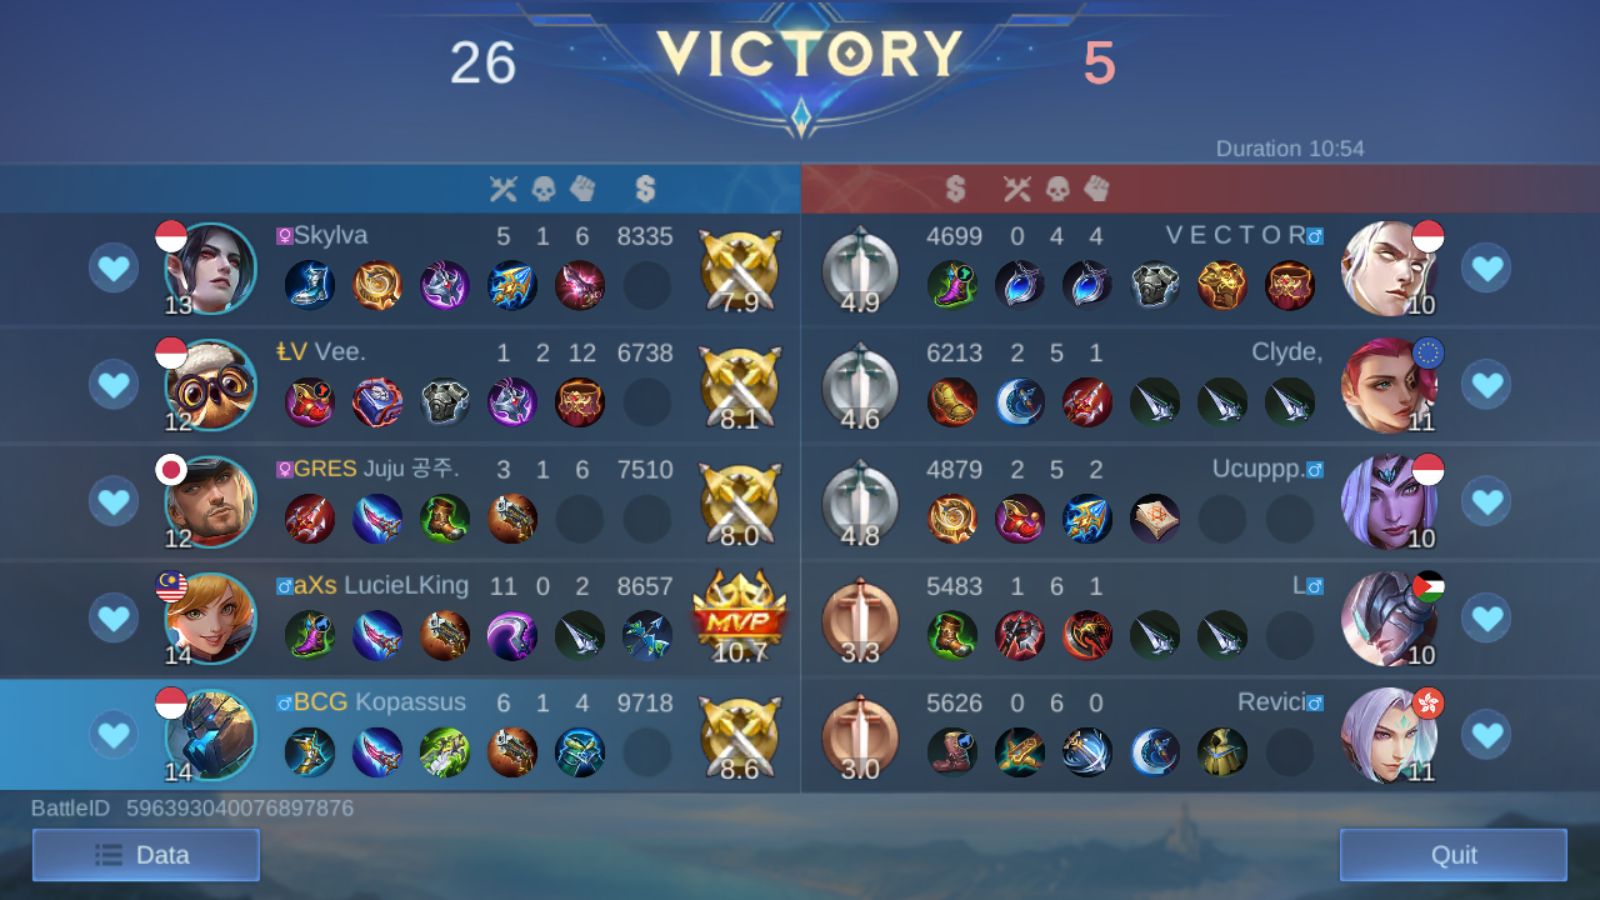 26 VICTORY 5
Duration 10:54
Skylva 5 1 6 8335
13 7.9
4699 0 4 4 V E C T O R
4.9 10
ŁV Vee. 1 2 12 6738
12 8.1
6213 2 5 1 Clyde,
4.6 11
GRES Juju 공주. 3 1 6 7510
12 8.0
4879 2 5 2 Ucuppp.
4.8 10
aXs LucieLKing 11 0 2 8657
MVP
14 10.7
5483 1 6 1 L
3.3 10
BCG Kopassus 6 1 4 9718
14 8.6
5626 0 6 0 Revici
3.0 11
BattleID 596393040076897876
Data
Quit